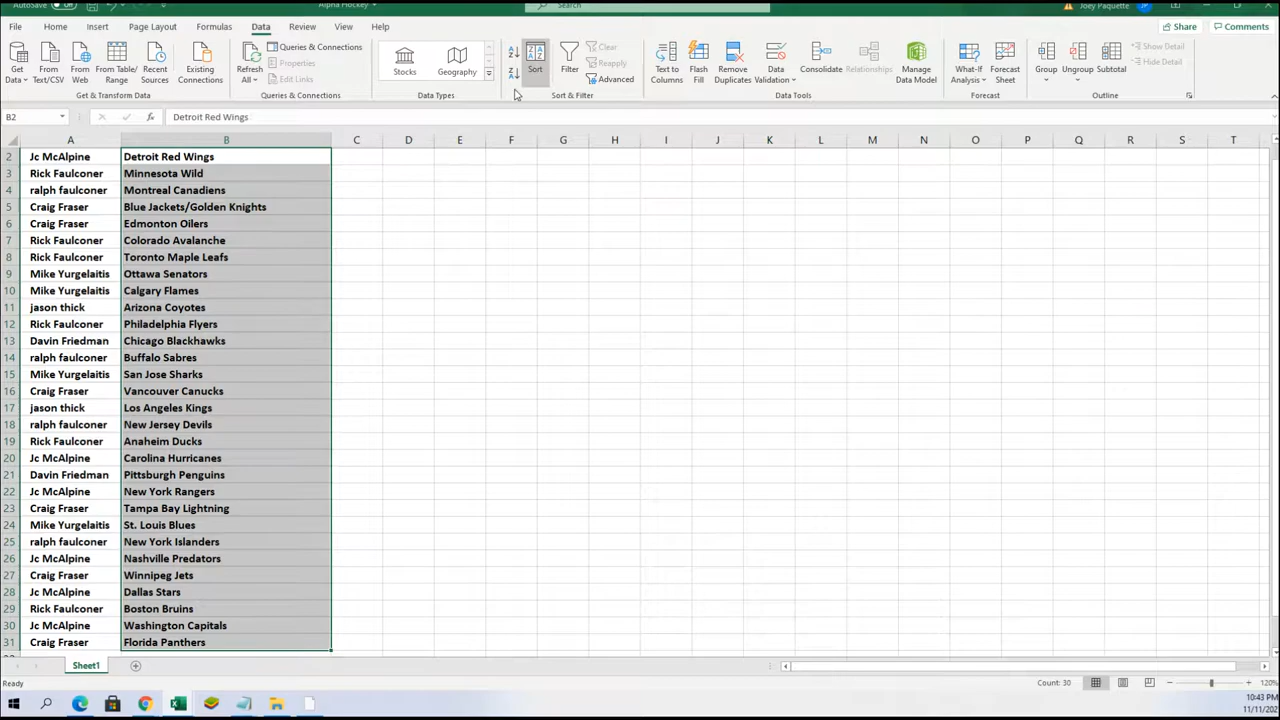 AutoSave Off Alpha Hockey Search Joey Paquette JP
File Home Insert Page Layout Formulas Data Review View Help Share Comments
Get Data From Text/CSV From Web From Table/ Range Recent Sources Existing Connections
Get & Transform Data
Refresh All Queries & Connections Properties Edit Links
Queries & Connections
Stocks Geography
Data Types
Sort Filter Clear Reapply Advanced
Sort & Filter
Text to Columns Flash Fill Remove Duplicates Data Validation Consolidate Relationships Manage Data Model
Data Tools
What-If Analysis Forecast Sheet
Forecast
Group Ungroup Subtotal Show Detail Hide Detail
Outline
B2 fx Detroit Red Wings
A B C D E F G H I J K L M N O P Q R S T
2 Jc McAlpine Detroit Red Wings
3 Rick Faulconer Minnesota Wild
4 ralph faulconer Montreal Canadiens
5 Craig Fraser Blue Jackets/Golden Knights
6 Craig Fraser Edmonton Oilers
7 Rick Faulconer Colorado Avalanche
8 Rick Faulconer Toronto Maple Leafs
9 Mike Yurgelaitis Ottawa Senators
10 Mike Yurgelaitis Calgary Flames
11 jason thick Arizona Coyotes
12 Rick Faulconer Philadelphia Flyers
13 Davin Friedman Chicago Blackhawks
14 ralph faulconer Buffalo Sabres
15 Mike Yurgelaitis San Jose Sharks
16 Craig Fraser Vancouver Canucks
17 jason thick Los Angeles Kings
18 ralph faulconer New Jersey Devils
19 Rick Faulconer Anaheim Ducks
20 Jc McAlpine Carolina Hurricanes
21 Davin Friedman Pittsburgh Penguins
22 Jc McAlpine New York Rangers
23 Craig Fraser Tampa Bay Lightning
24 Mike Yurgelaitis St. Louis Blues
25 ralph faulconer New York Islanders
26 Jc McAlpine Nashville Predators
27 Craig Fraser Winnipeg Jets
28 Jc McAlpine Dallas Stars
29 Rick Faulconer Boston Bruins
30 Jc McAlpine Washington Capitals
31 Craig Fraser Florida Panthers
Sheet1
Ready Count: 30 120%
10:43 PM
11/11/202